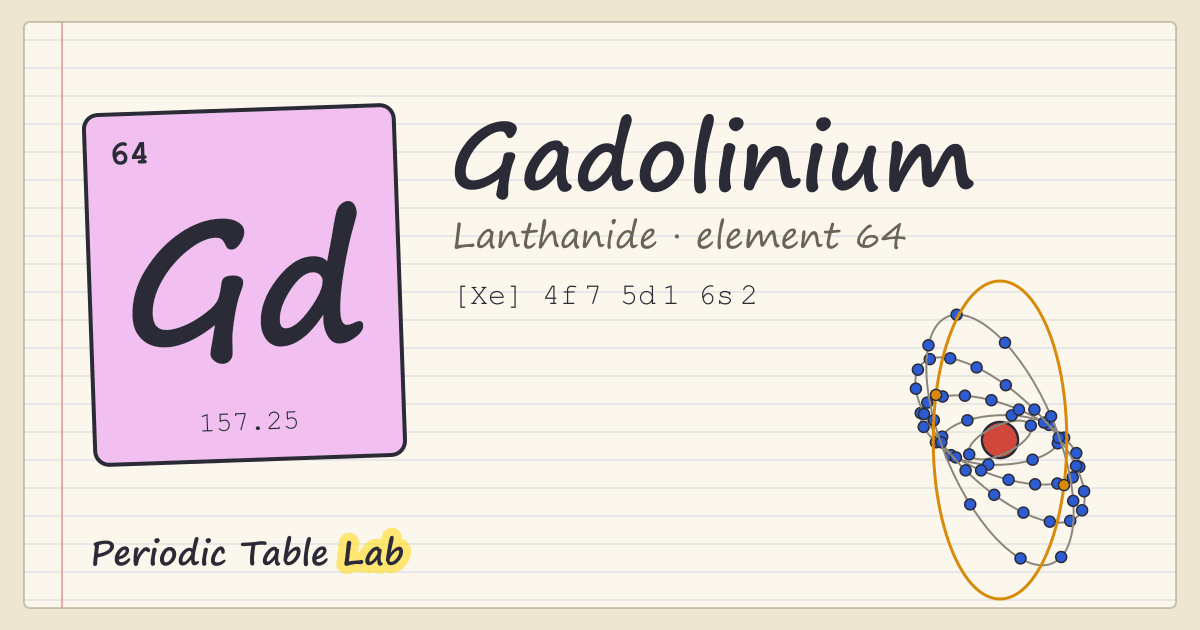 64
Gd
157.25
Gadolinium
Lanthanide · element 64
[Xe] 4f7 5d1 6s2
Periodic Table Lab